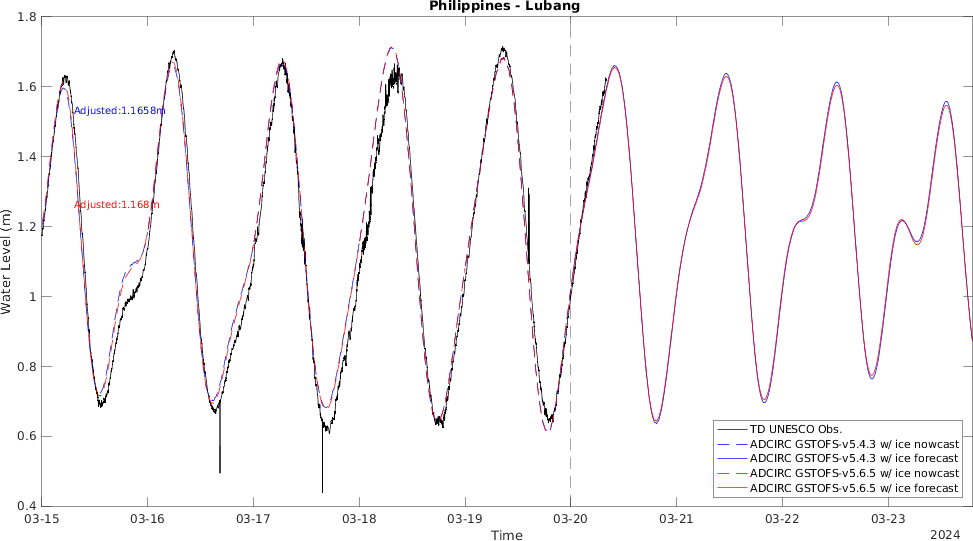 Philippines - Lubang
1.8
1.6
1.4
1.2
1
0.8
0.6
0.4
Water Level (m)
Adjusted:1.1658m
Adjusted:1.168m
TD UNESCO Obs.
ADCIRC GSTOFS-v5.4.3 w/ ice nowcast
ADCIRC GSTOFS-v5.4.3 w/ ice forecast
ADCIRC GSTOFS-v5.6.5 w/ ice nowcast
ADCIRC GSTOFS-v5.6.5 w/ ice forecast
03-15 03-16 03-17 03-18 03-19 03-20 03-21 03-22 03-23
Time
2024